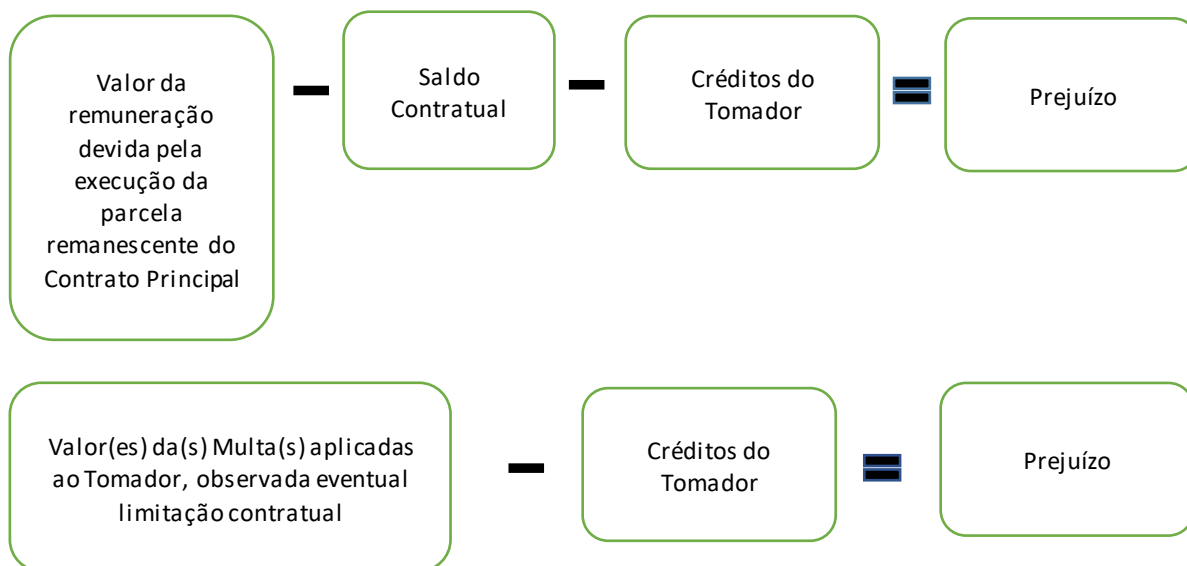 Valor da
remuneração
devida pela
execução da
parcela
remanescente do
Contrato Principal
Saldo
Contratual
Créditos do
Tomador
Prejuízo
Valor(es) da(s) Multa(s) aplicadas
ao Tomador, observada eventual
limitação contratual
Créditos do
Tomador
Prejuízo